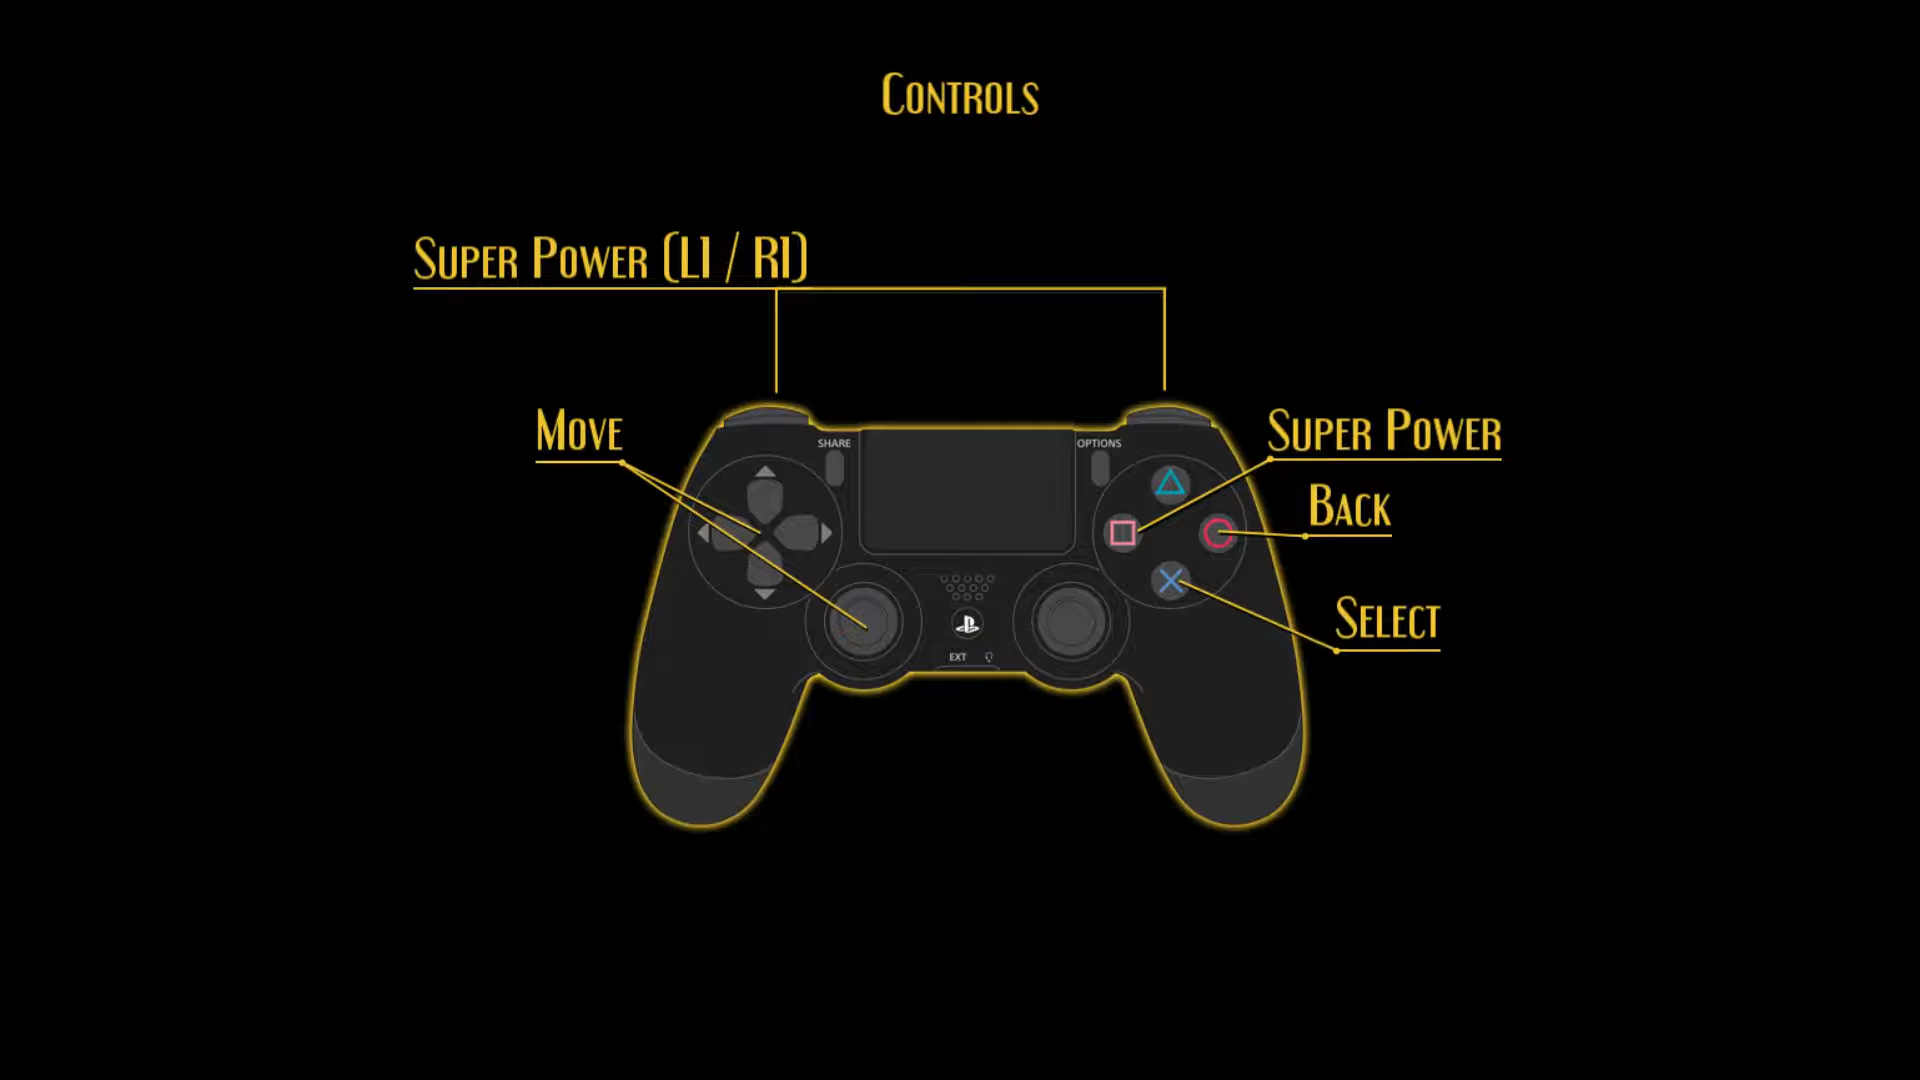 Controls
Super Power (L1 / R1)
Move
Super Power
SHARE
OPTIONS
Back
Select
EXT